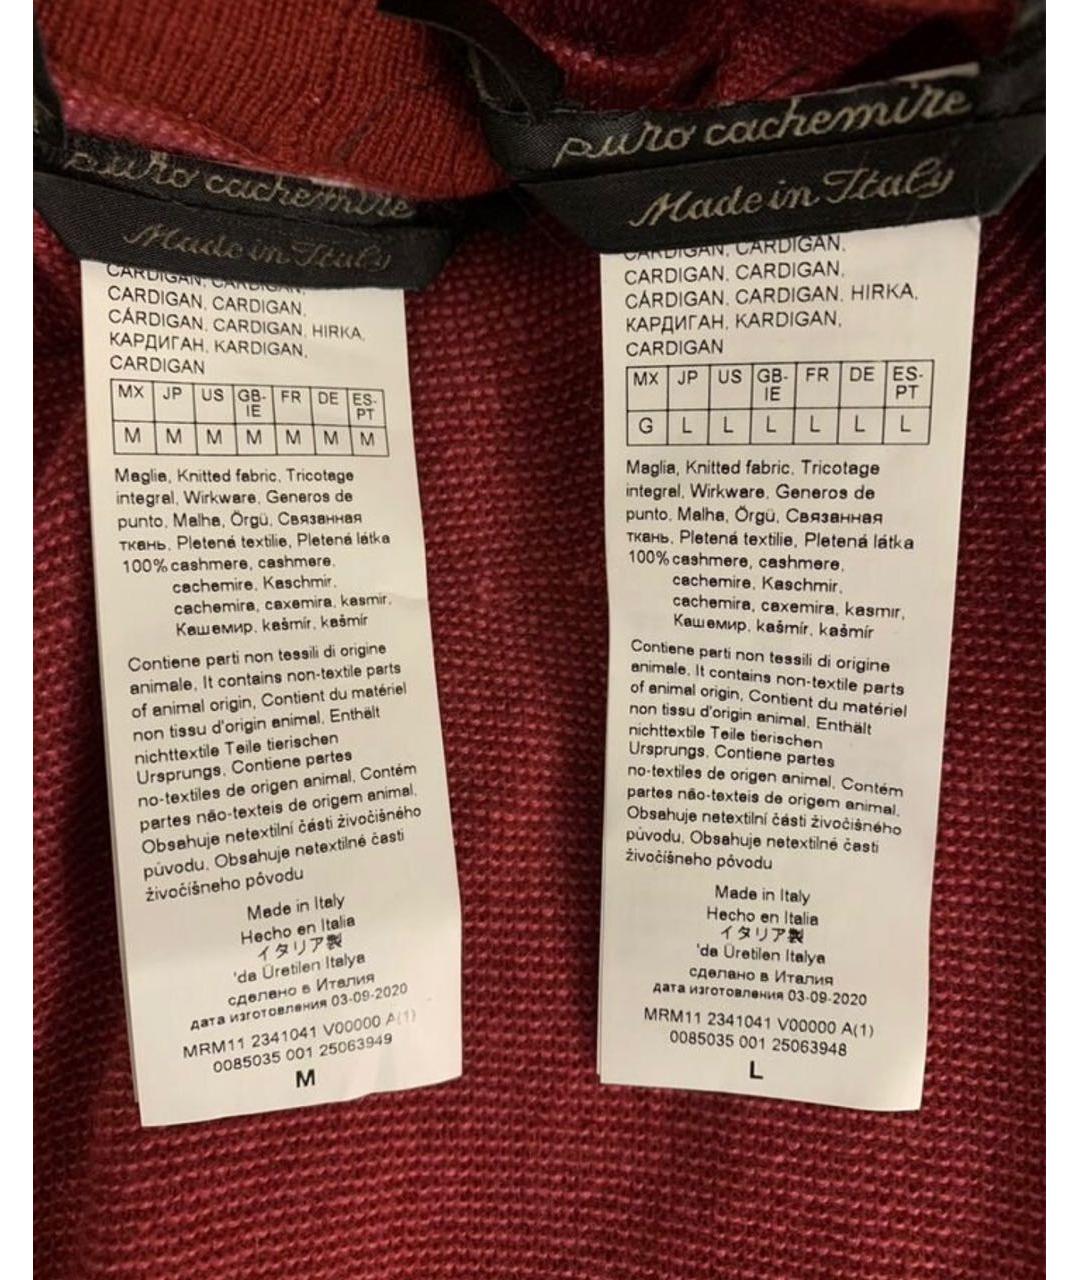 puro cachemire
Made in Italy
CARDIGAN, CARDIGAN,
CARDIGAN, CARDIGAN,
CÁRDIGAN, CARDIGAN, HIRKA,
КАРДИГАН, KARDIGAN,
CARDIGAN
MX JP US GB-IE FR DE ES-PT
M M M M M M M
Maglia, Knitted fabric, Tricotage
integral, Wirkware, Generos de
punto, Malha, Örgü, Связанная
ткань, Pletená textilie, Pletená látka
100% cashmere, cashmere,
cachemire, Kaschmir,
cachemira, caxemira, kasmir,
Кашемир, kašmír, kašmír
Contiene parti non tessili di origine
animale, It contains non-textile parts
of animal origin, Contient du matériel
non tissu d'origin animal, Enthält
nichttextile Teile tierischen
Ursprungs, Contiene partes
no-textiles de origen animal, Contém
partes não-texteis de origem animal,
Obsahuje netextilní části živočišného
púvodu, Obsahuje netextilné časti
živočíšneho pôvodu
Made in Italy
Hecho en Italia
イタリア製
'da Üretilen Italya
сделано в Италия
дата изготовления 03-09-2020
MRM11 2341041 V00000 A(1)
0085035 001 25063949
M
puro cachemire
Made in Italy
CARDIGAN, CARDIGAN,
CARDIGAN, CARDIGAN,
CÁRDIGAN, CARDIGAN, HIRKA,
КАРДИГАН, KARDIGAN,
CARDIGAN
MX JP US GB-IE FR DE ES-PT
G L L L L L L
Maglia, Knitted fabric, Tricotage
integral, Wirkware, Generos de
punto, Malha, Örgü, Связанная
ткань, Pletená textilie, Pletená látka
100% cashmere, cashmere,
cachemire, Kaschmir,
cachemira, caxemira, kasmir,
Кашемир, kašmír, kašmír
Contiene parti non tessili di origine
animale, It contains non-textile parts
of animal origin, Contient du matériel
non tissu d'origin animal, Enthält
nichttextile Teile tierischen
Ursprungs, Contiene partes
no-textiles de origen animal, Contém
partes não-texteis de origem animal,
Obsahuje netextilní části živočišného
púvodu, Obsahuje netextilné časti
živočíšneho pôvodu
Made in Italy
Hecho en Italia
イタリア製
'da Üretilen Italya
сделано в Италия
дата изготовления 03-09-2020
MRM11 2341041 V00000 A(1)
0085035 001 25063948
L